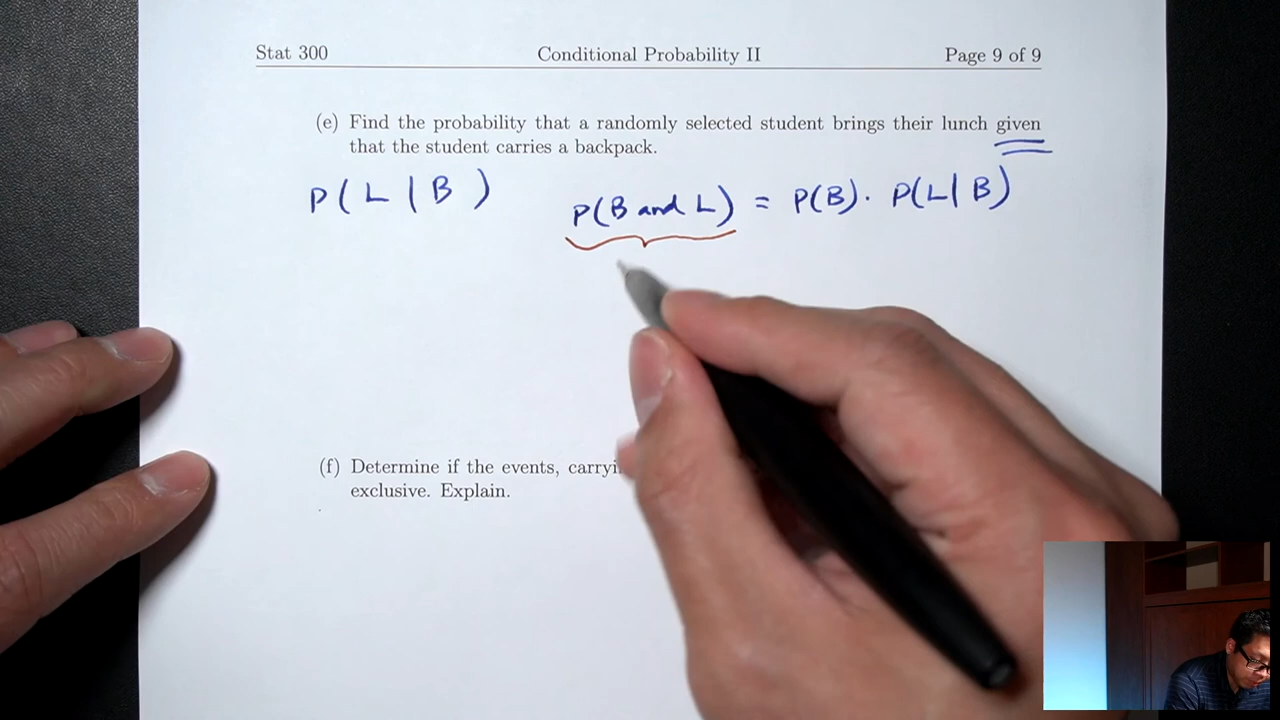 Stat 300 Conditional Probability II Page 9 of 9
(e) Find the probability that a randomly selected student brings their lunch given
that the student carries a backpack.
P( L | B ) P(B and L) = P(B). P(L|B)
(f) Determine if the events,
exclusive. Explain.